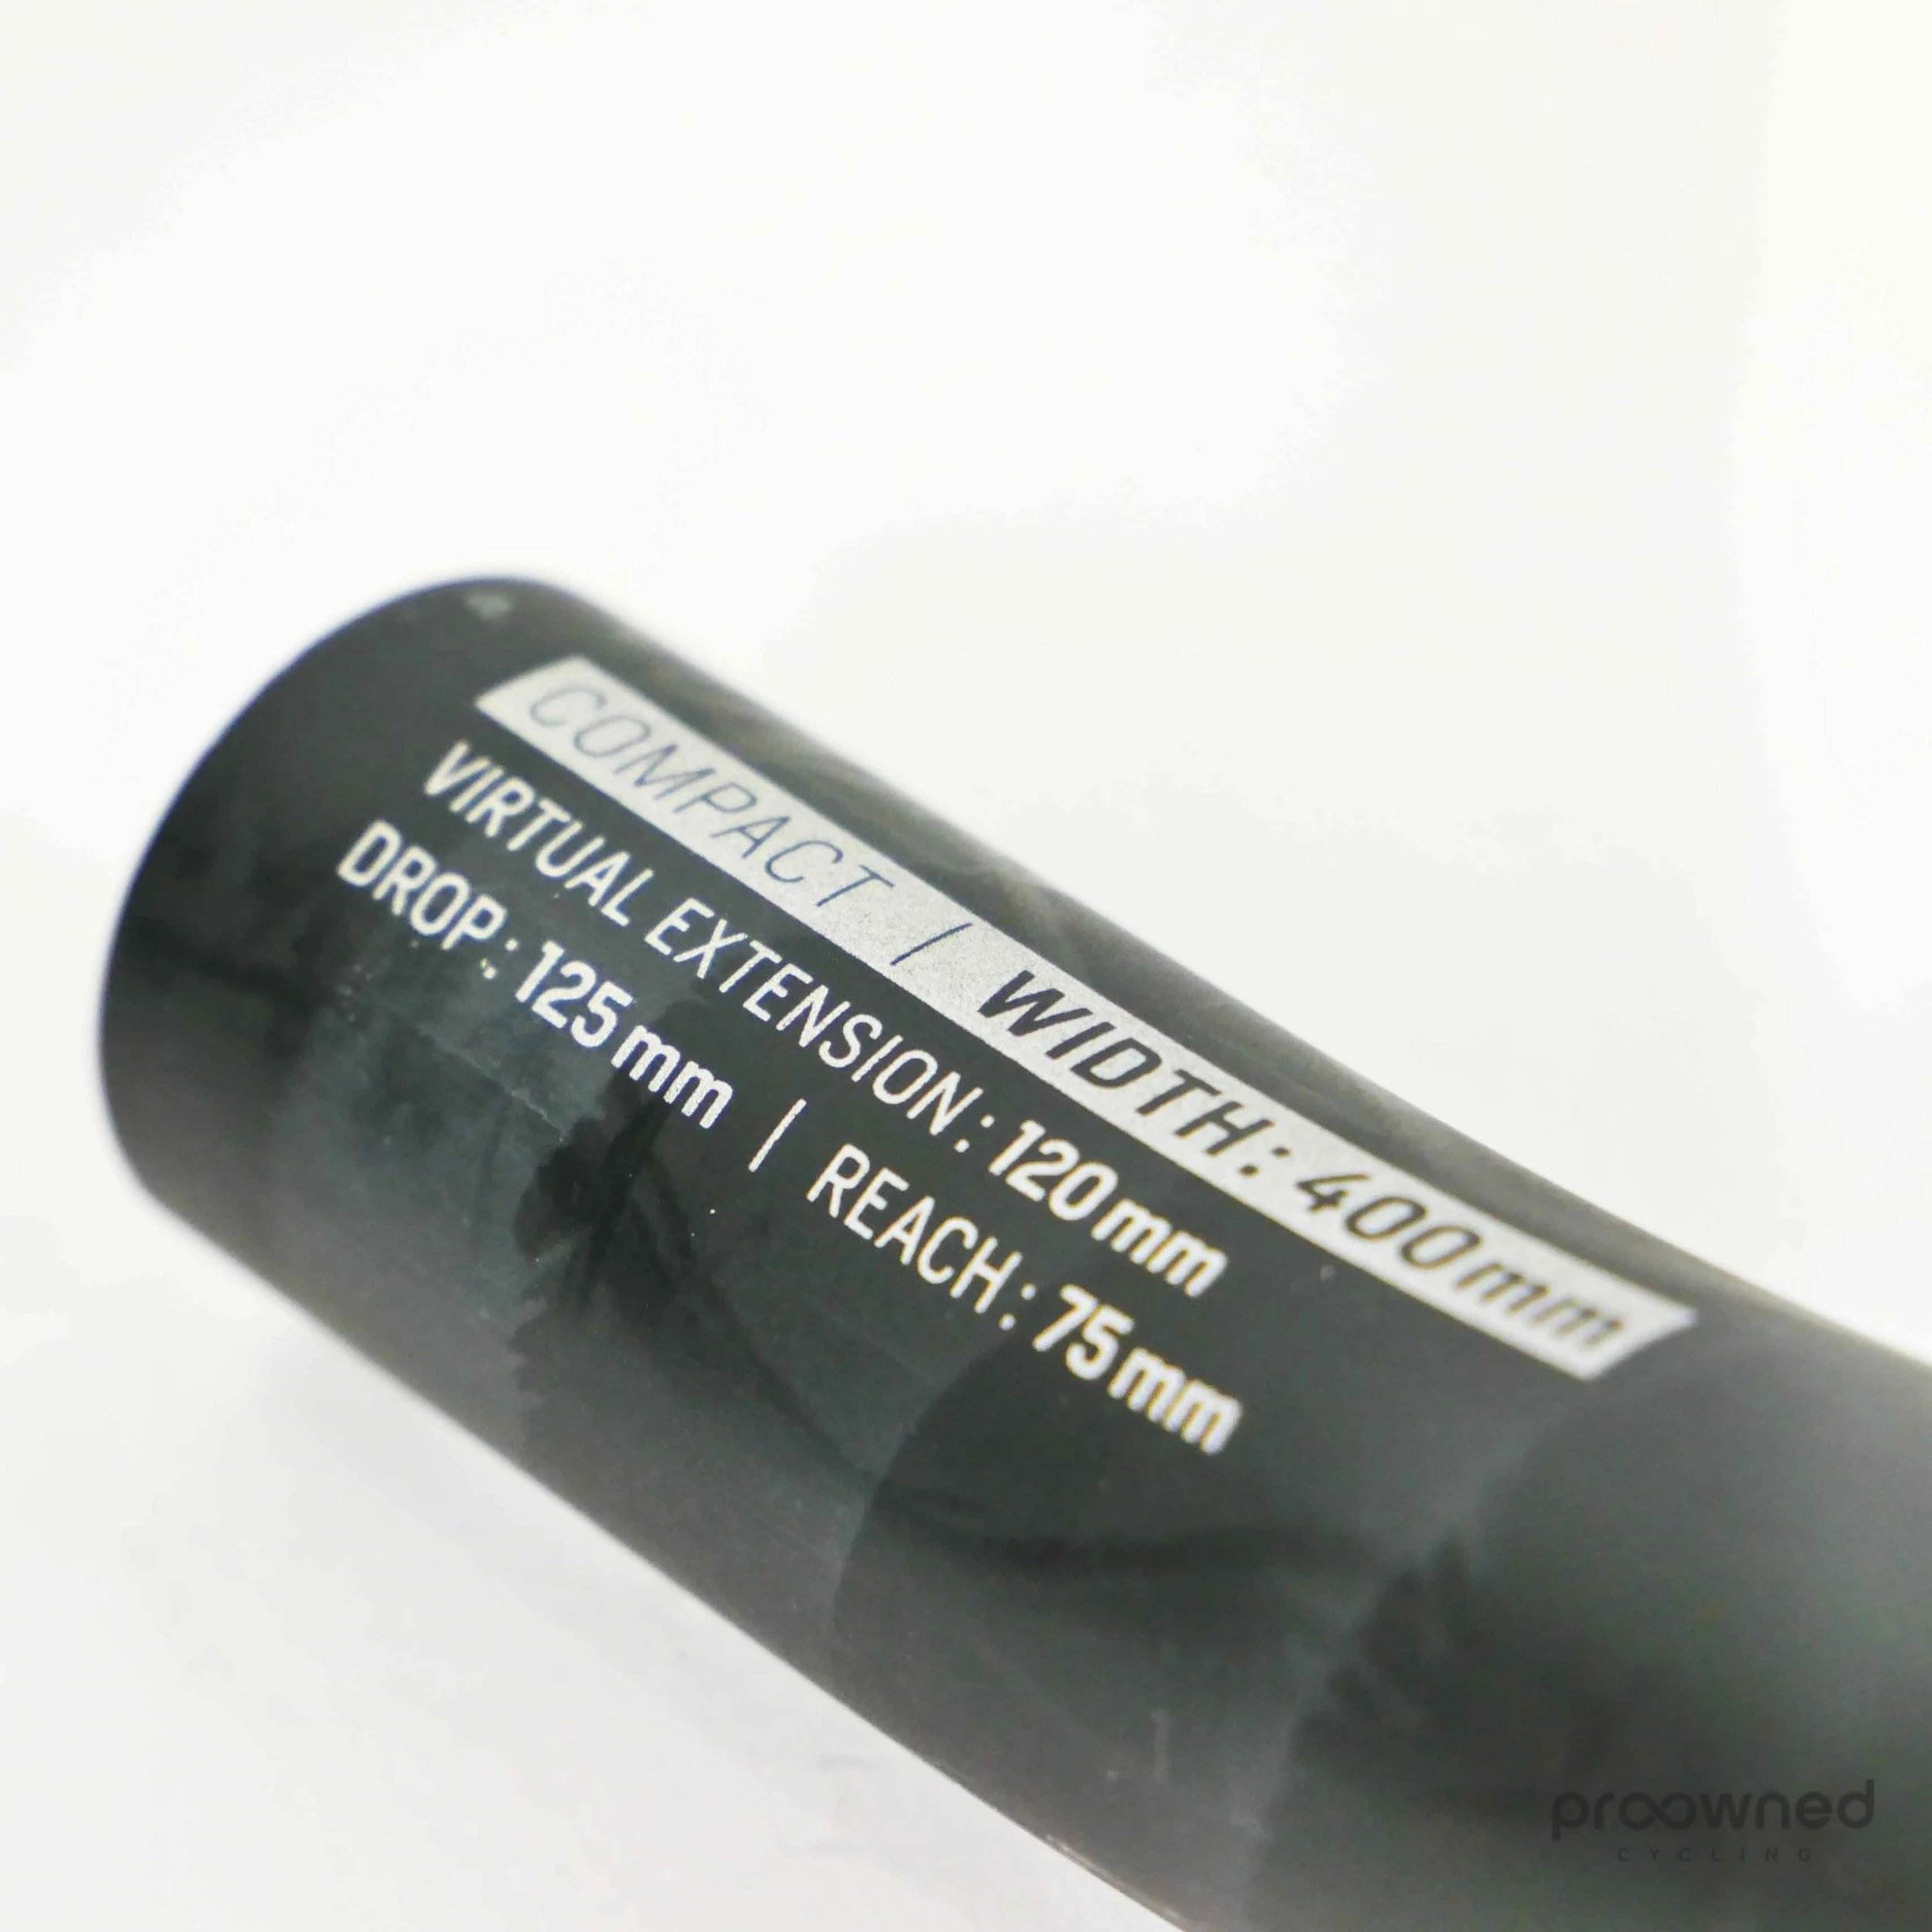 COMPACT / WIDTH: 400mm
VIRTUAL EXTENSION: 120mm
DROP: 125mm | REACH: 75mm
proowned
CYCLING